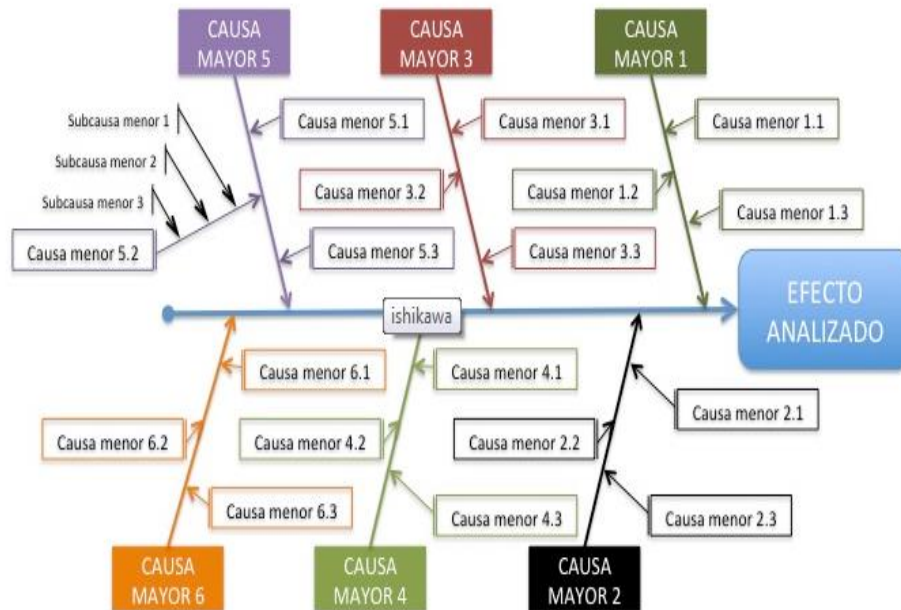 CAUSA
MAYOR 5
CAUSA
MAYOR 3
CAUSA
MAYOR 1
Subcausa menor 1
Subcausa menor 2
Subcausa menor 3
Causa menor 5.1
Causa menor 5.2
Causa menor 5.3
Causa menor 3.1
Causa menor 3.2
Causa menor 3.3
Causa menor 1.1
Causa menor 1.2
Causa menor 1.3
EFECTO
ANALIZADO
ishikawa
Causa menor 6.1
Causa menor 6.2
Causa menor 6.3
Causa menor 4.1
Causa menor 4.2
Causa menor 4.3
Causa menor 2.1
Causa menor 2.2
Causa menor 2.3
CAUSA
MAYOR 6
CAUSA
MAYOR 4
CAUSA
MAYOR 2